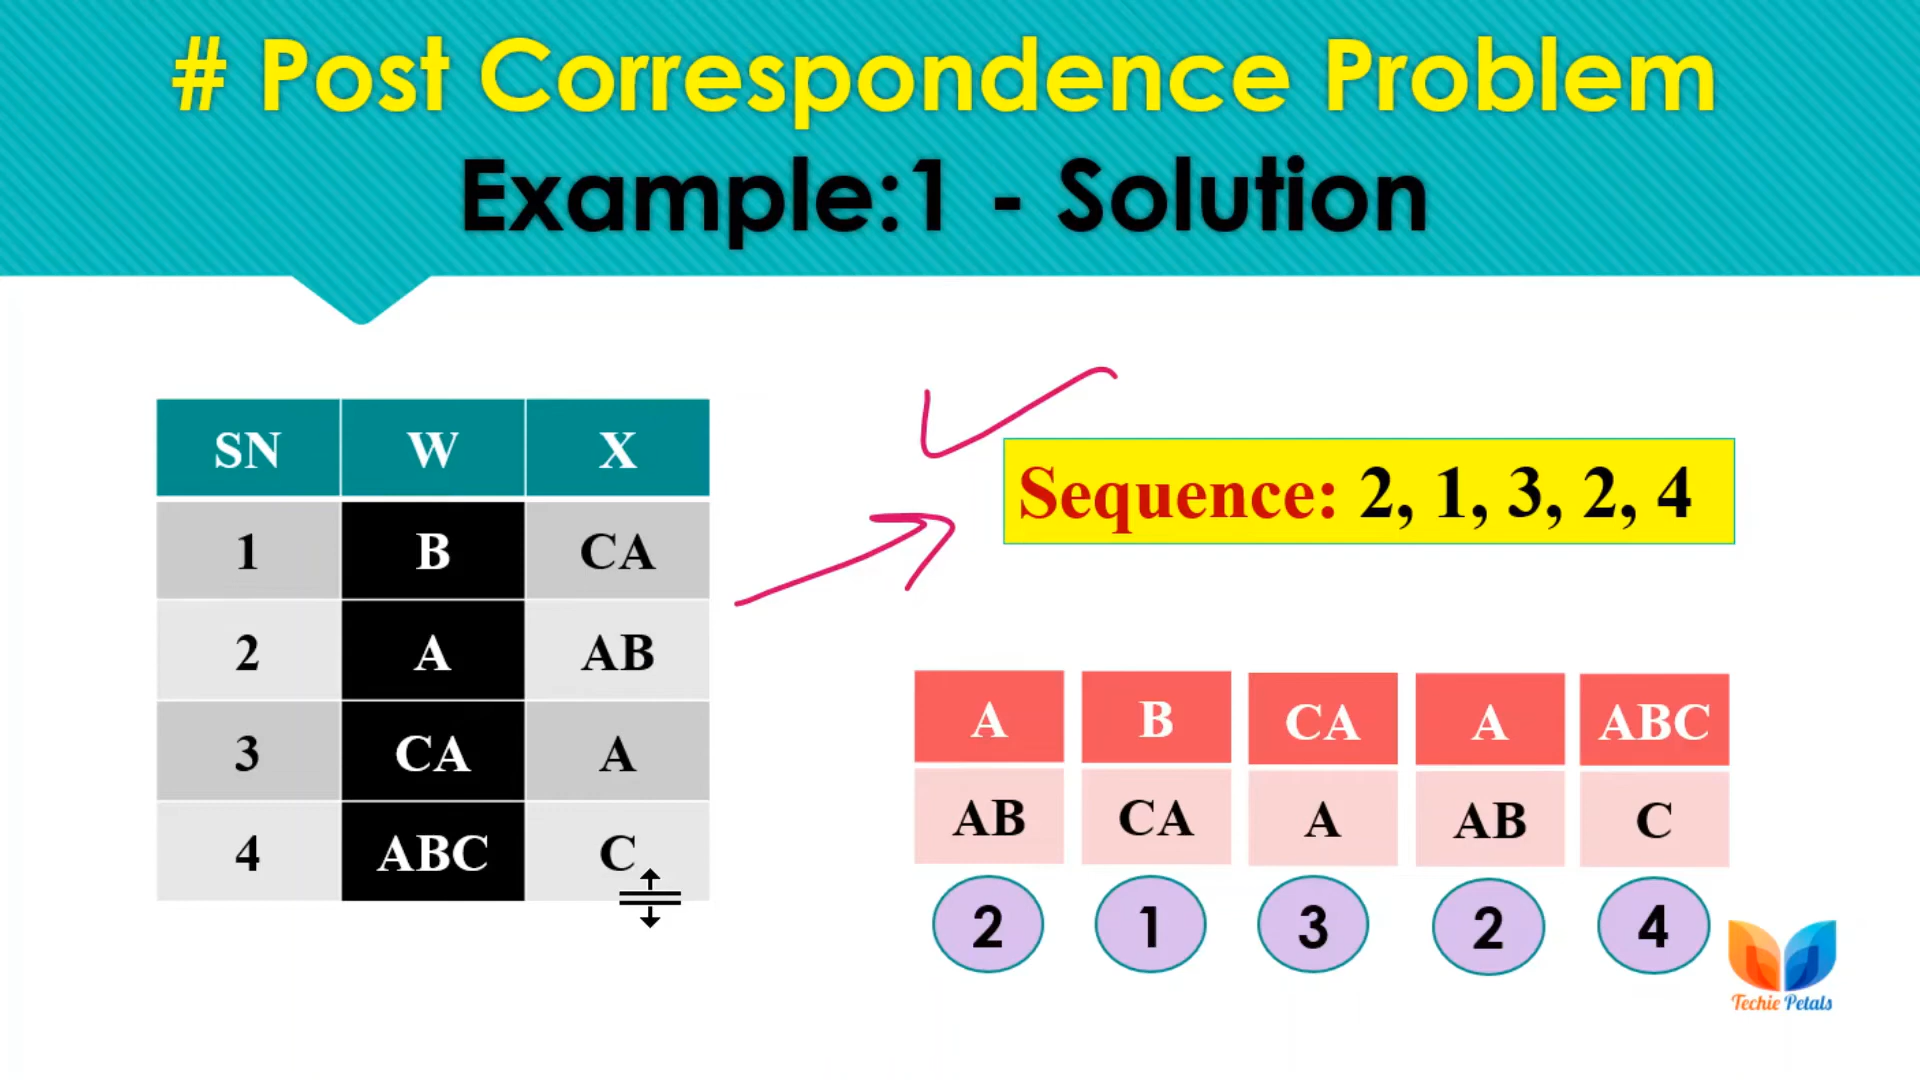 # Post Correspondence Problem
Example:1 - Solution
SN W X
1 B CA
2 A AB
3 CA A
4 ABC C
Sequence: 2, 1, 3, 2, 4
A B CA A ABC
AB CA A AB C
2 1 3 2 4
Techie Petals